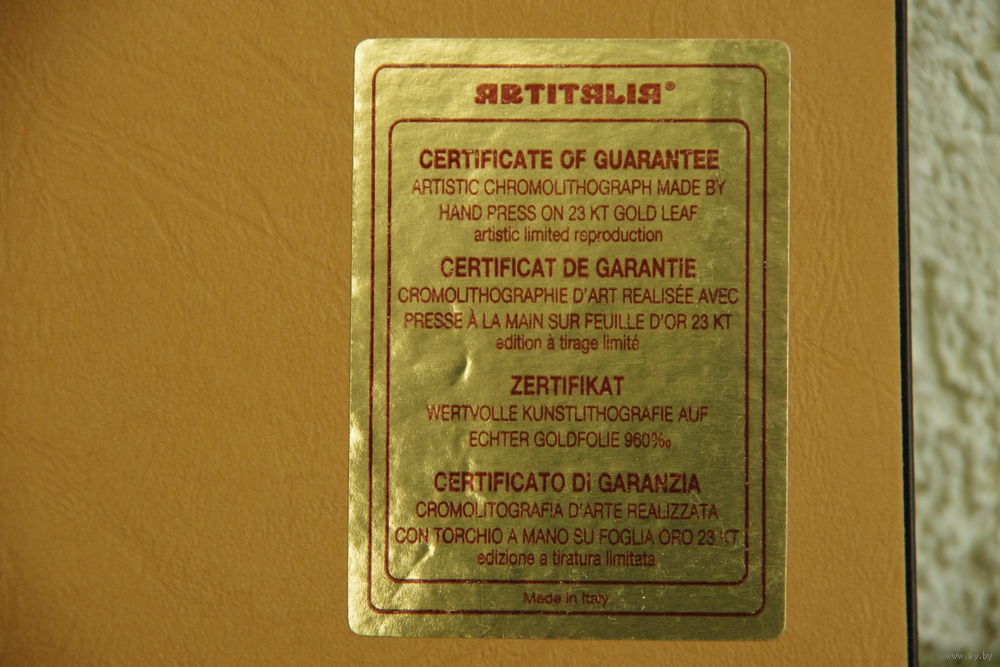 ARTITALIA®
CERTIFICATE OF GUARANTEE
ARTISTIC CHROMOLITHOGRAPH MADE BY
HAND PRESS ON 23 KT GOLD LEAF
artistic limited reproduction
CERTIFICAT DE GARANTIE
CROMOLITHOGRAPHIE D'ART REALISÉE AVEC
PRESSE À LA MAIN SUR FEUILLE D'OR 23 KT
edition à tirage limité
ZERTIFIKAT
WERTVOLLE KUNSTLITHOGRAFIE AUF
ECHTER GOLDFOLIE 960‰
CERTIFICATO DI GARANZIA
CROMOLITOGRAFIA D'ARTE REALIZZATA
CON TORCHIO A MANO SU FOGLIA ORO 23 KT
edizione a tiratura limitata
Made in Italy
www.ay.by